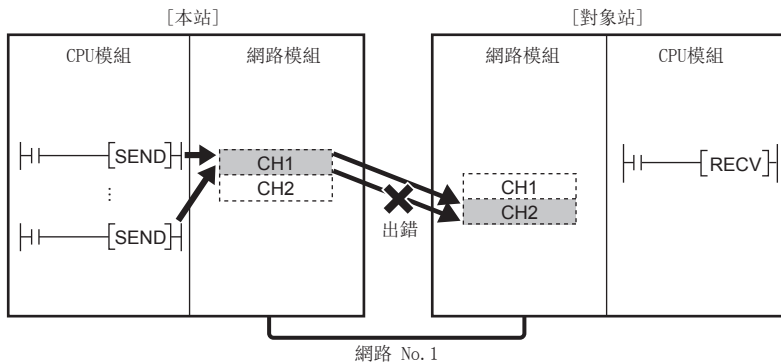 [本站]
[對象站]
CPU模組
網路模組
網路模組
CPU模組
SEND
CH1
CH2
SEND
出錯
CH1
CH2
RECV
網路 No.1